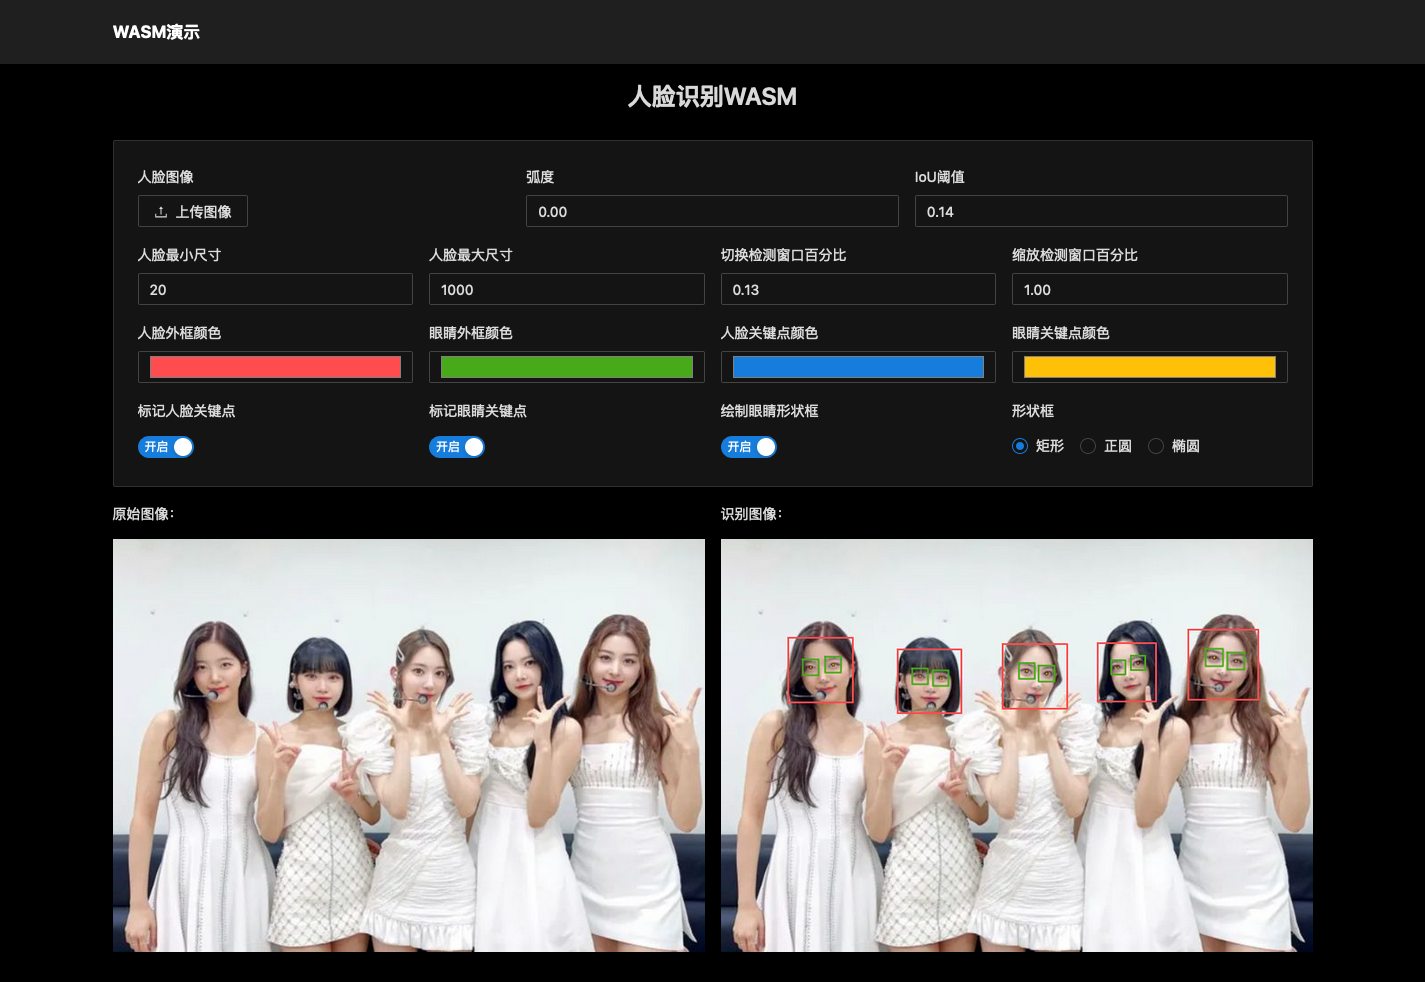 WASM演示
人脸识别WASM
人脸图像 弧度 IoU阈值
上传图像 0.00 0.14
人脸最小尺寸 人脸最大尺寸 切换检测窗口百分比 缩放检测窗口百分比
20 1000 0.13 1.00
人脸外框颜色 眼睛外框颜色 人脸关键点颜色 眼睛关键点颜色
标记人脸关键点 标记眼睛关键点 绘制眼睛形状框 形状框
开启 开启 开启 矩形 正圆 椭圆
原始图像： 识别图像：